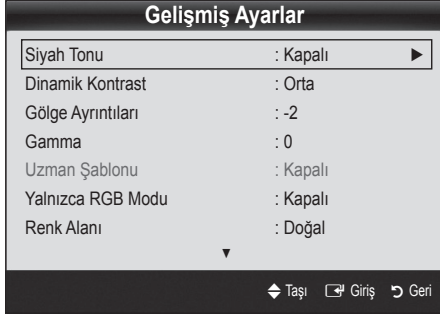 Gelişmiş Ayarlar
Siyah Tonu : Kapalı ►
Dinamik Kontrast : Orta
Gölge Ayrıntıları : -2
Gamma : 0
Uzman Şablonu : Kapalı
Yalnızca RGB Modu : Kapalı
Renk Alanı : Doğal
▼
Taşı Giriş Geri